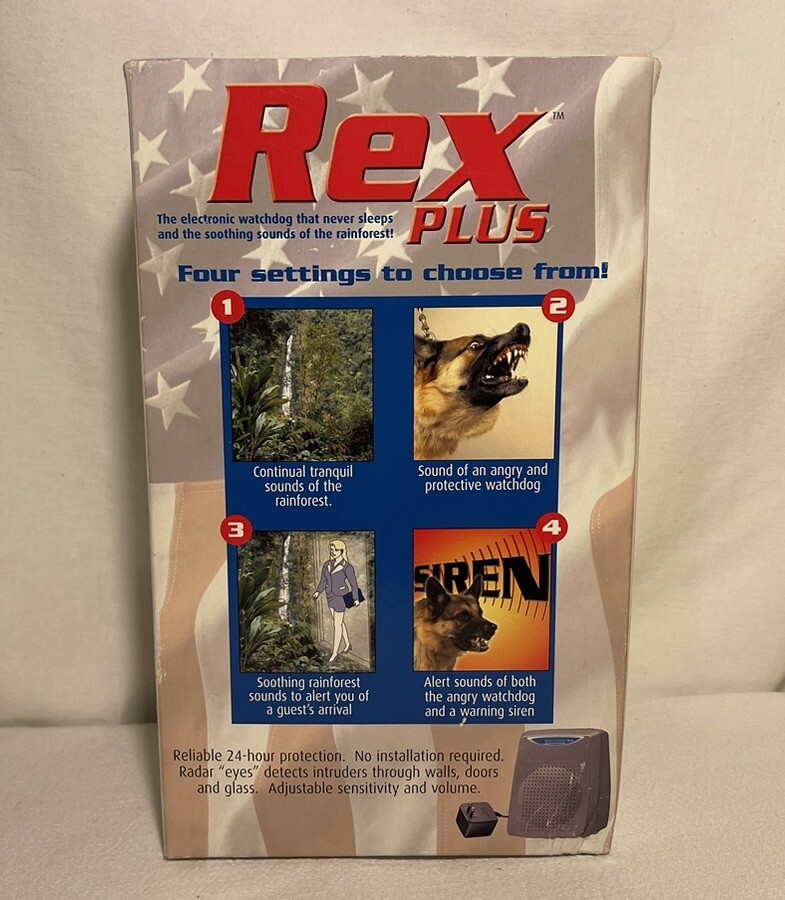 Rex™
PLUS
The electronic watchdog that never sleeps
and the soothing sounds of the rainforest!
Four settings to choose from!
1
Continual tranquil
sounds of the
rainforest.
2
Sound of an angry and
protective watchdog
3
Soothing rainforest
sounds to alert you of
a guest's arrival
4
SIREN
Alert sounds of both
the angry watchdog
and a warning siren
Reliable 24-hour protection. No installation required.
Radar "eyes" detects intruders through walls, doors
and glass. Adjustable sensitivity and volume.